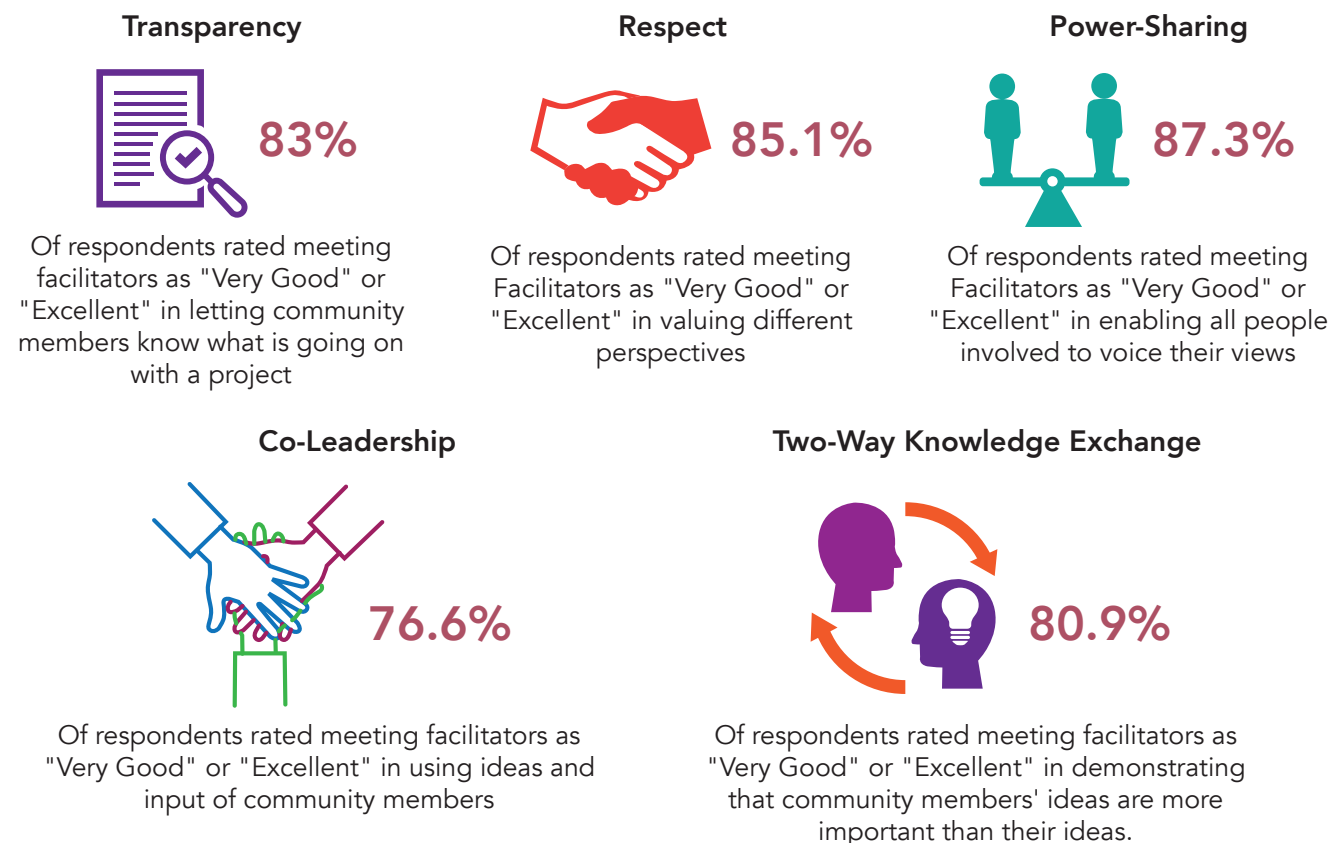 Transparency
83%
Of respondents rated meeting
facilitators as "Very Good" or
"Excellent" in letting community
members know what is going on
with a project
Respect
85.1%
Of respondents rated meeting
Facilitators as "Very Good" or
"Excellent" in valuing different
perspectives
Power-Sharing
87.3%
Of respondents rated meeting
Facilitators as "Very Good" or
"Excellent" in enabling all people
involved to voice their views
Co-Leadership
76.6%
Of respondents rated meeting facilitators as
"Very Good" or "Excellent" in using ideas and
input of community members
Two-Way Knowledge Exchange
80.9%
Of respondents rated meeting facilitators as
"Very Good" or "Excellent" in demonstrating
that community members' ideas are more
important than their ideas.